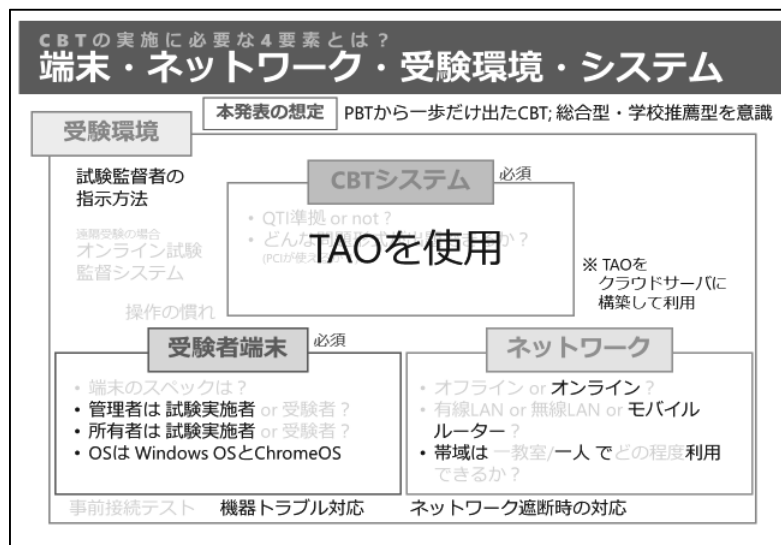 CBTの実施に必要な4要素とは？
端末・ネットワーク・受験環境・システム
本発表の想定 PBTから一歩だけ出たCBT; 総合型・学校推薦型を意識
受験環境
試験監督者の
指示方法
遠隔受験の場合
オンライン試験
監督システム
操作の慣れ
CBTシステム 必須
• QTI準拠 or not ?
• どんな問題形式
か？
(PCIが使え
TAOを使用
※ TAOを
クラウドサーバに
構築して利用
受験者端末 必須
• 端末のスペックは ?
• 管理者は 試験実施者 or 受験者 ?
• 所有者は 試験実施者 or 受験者 ?
• OSは Windows OSとChromeOS
ネットワーク
• オフライン or オンライン ?
• 有線LAN or 無線LAN or モバイル
ルーター ?
• 帯域は 一教室/一人 で どの程度利用
できるか ?
事前接続テスト 機器トラブル対応 ネットワーク遮断時の対応